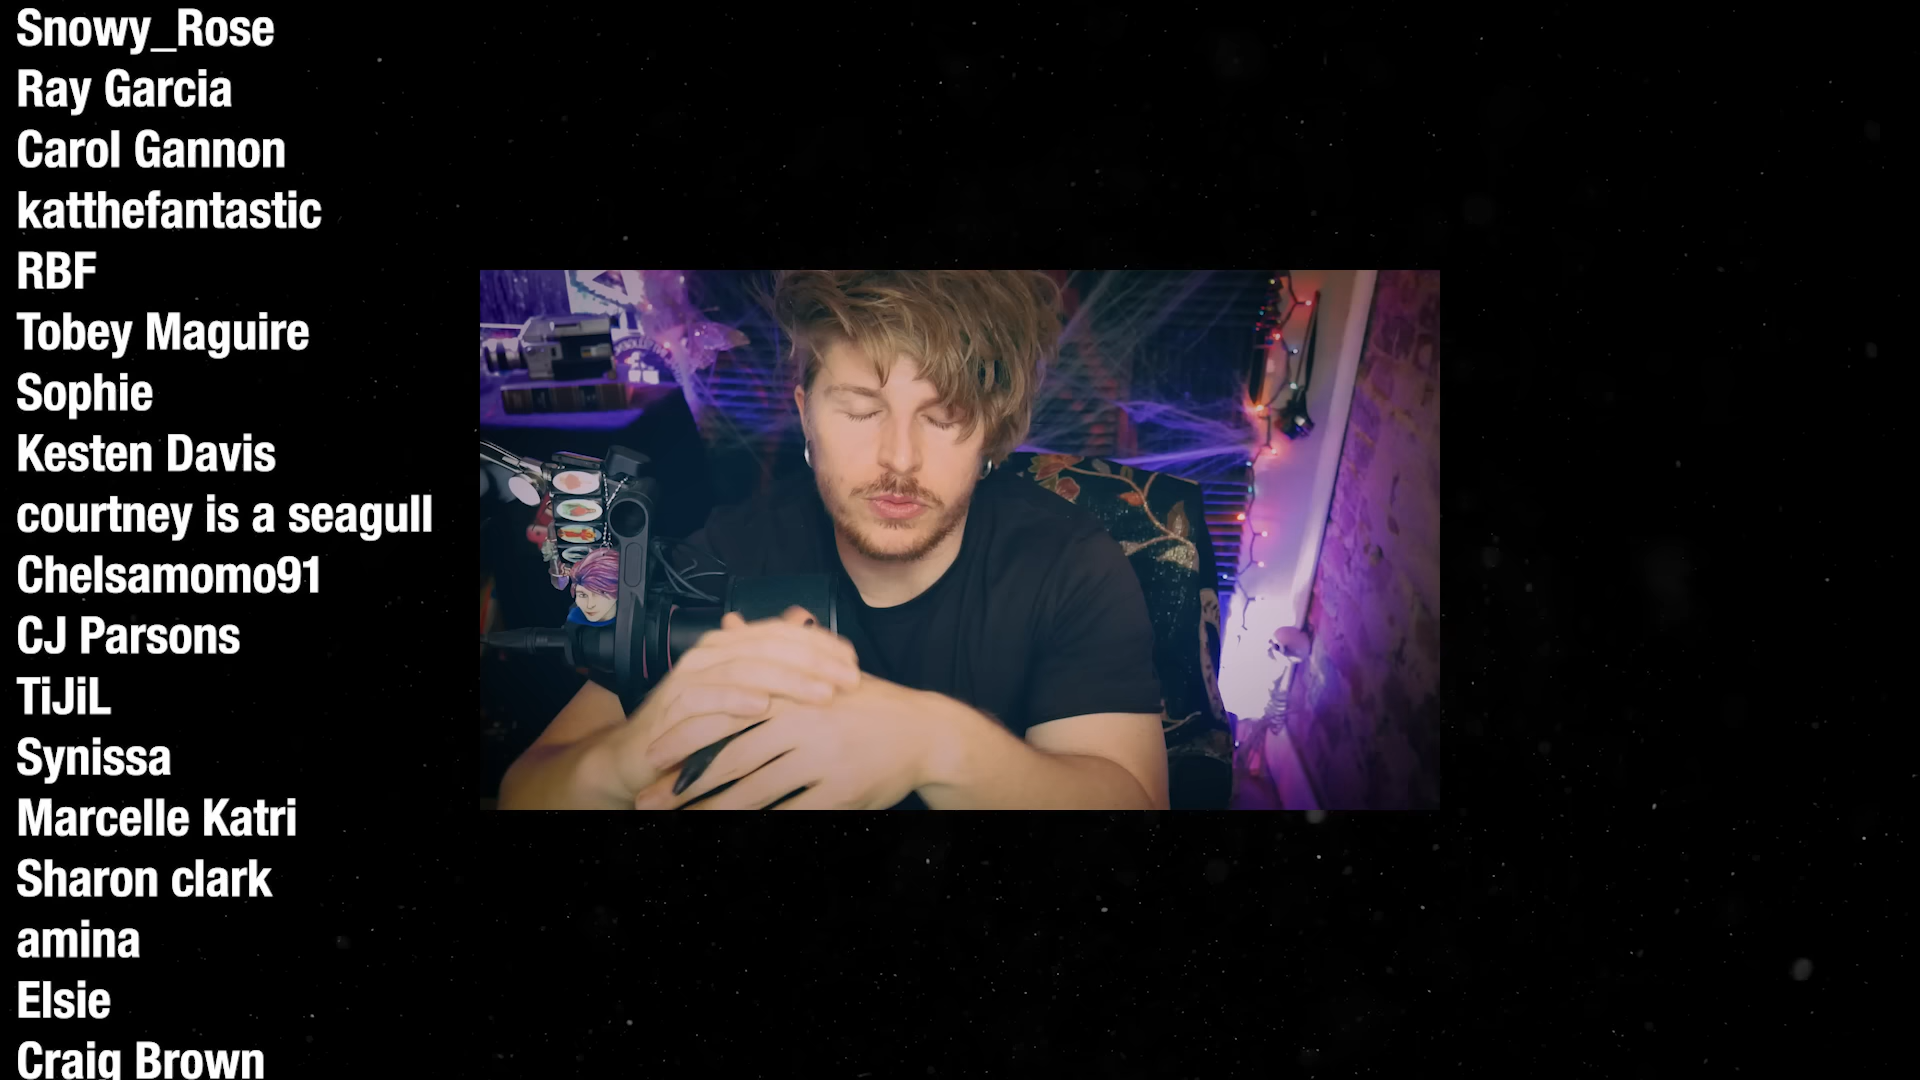 Snowy_Rose
Ray Garcia
Carol Gannon
katthefantastic
RBF
Tobey Maguire
Sophie
Kesten Davis
courtney is a seagull
Chelsamomo91
CJ Parsons
TiJiL
Synissa
Marcelle Katri
Sharon clark
amina
Elsie
Craig Brown